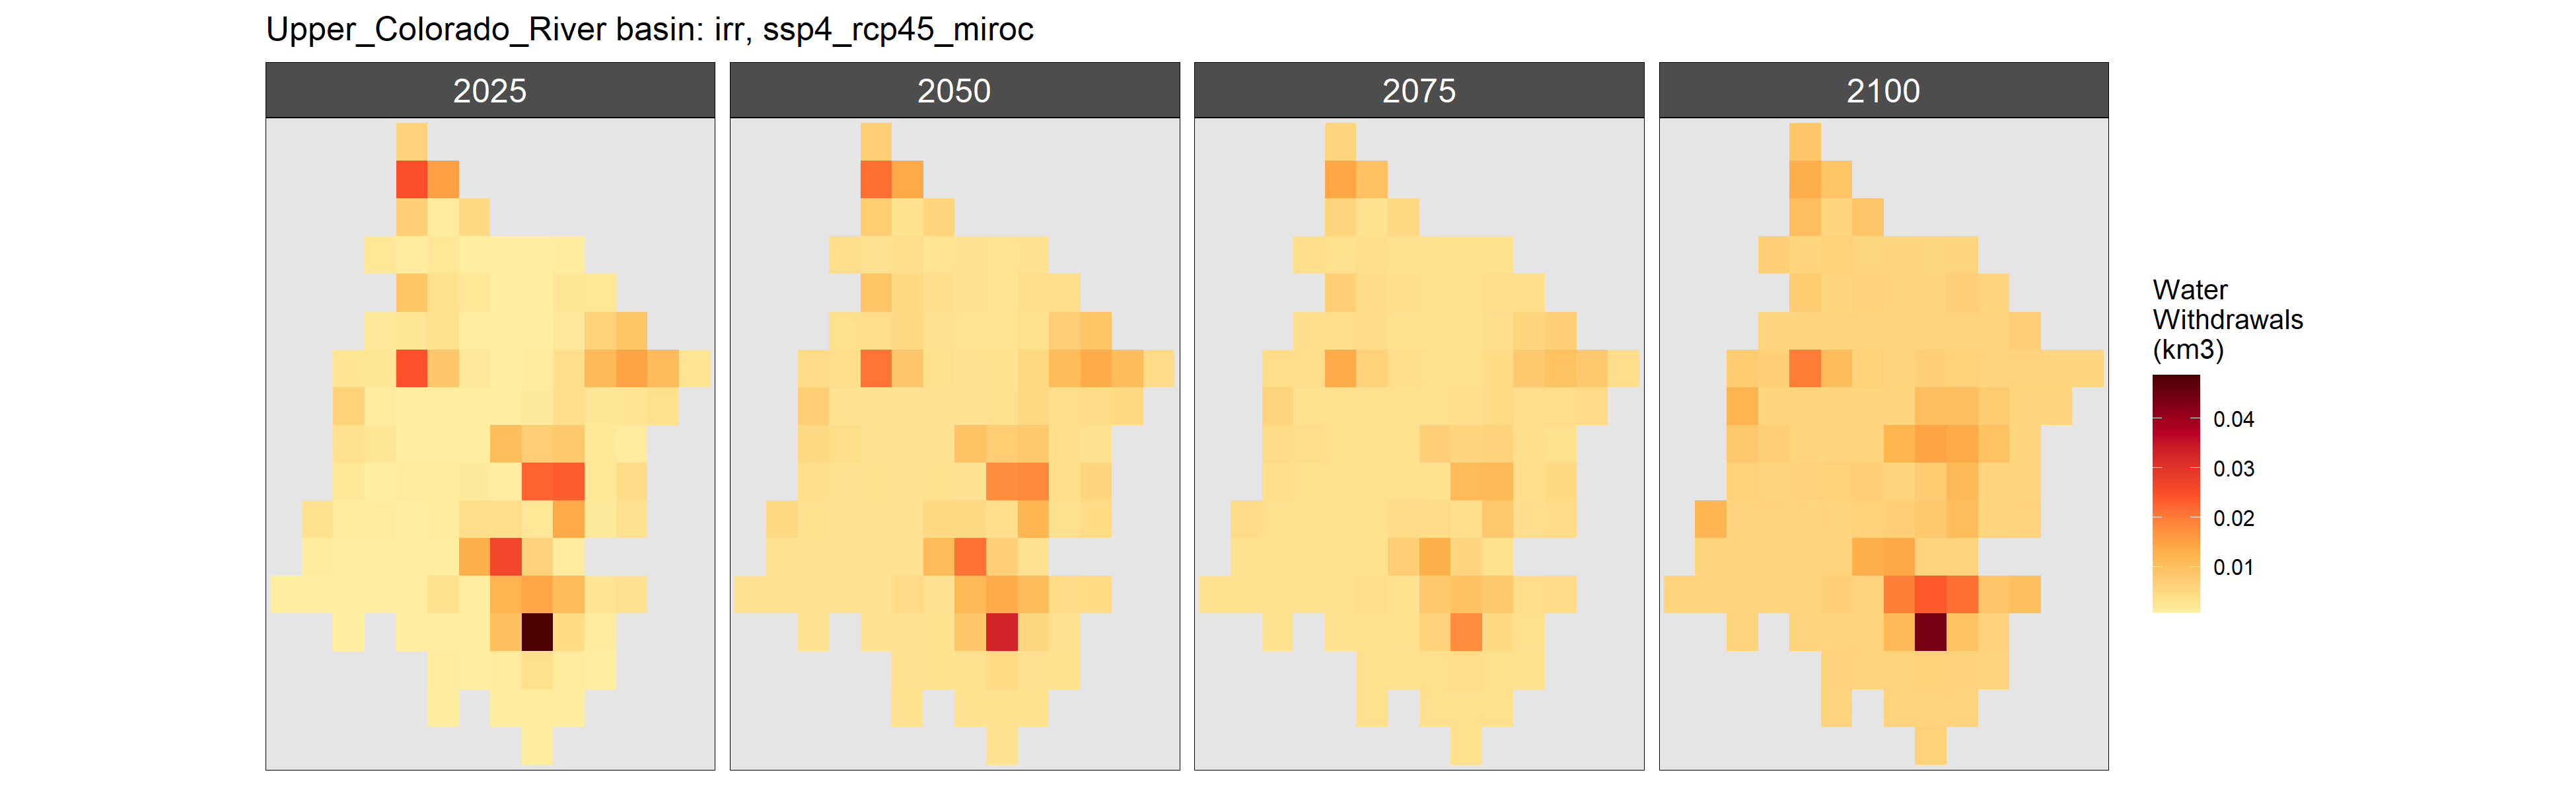 Upper_Colorado_River basin: irr, ssp4_rcp45_miroc
2025 2050 2075 2100
Water
Withdrawals
(km3)
0.04
0.03
0.02
0.01